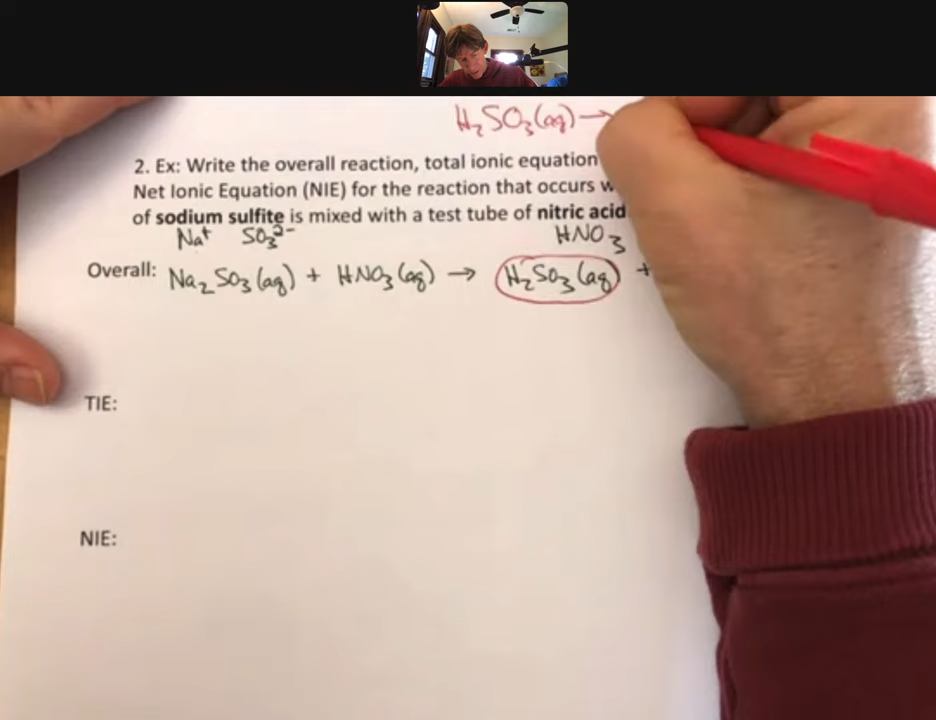 H₂SO₃(aq) →
2. Ex: Write the overall reaction, total ionic equation
Net Ionic Equation (NIE) for the reaction that occurs w
of sodium sulfite is mixed with a test tube of nitric acid
Na⁺ SO₃²⁻ HNO₃
Overall: Na₂SO₃(aq) + HNO₃(aq) → H₂SO₃(aq) +
TIE:
NIE: